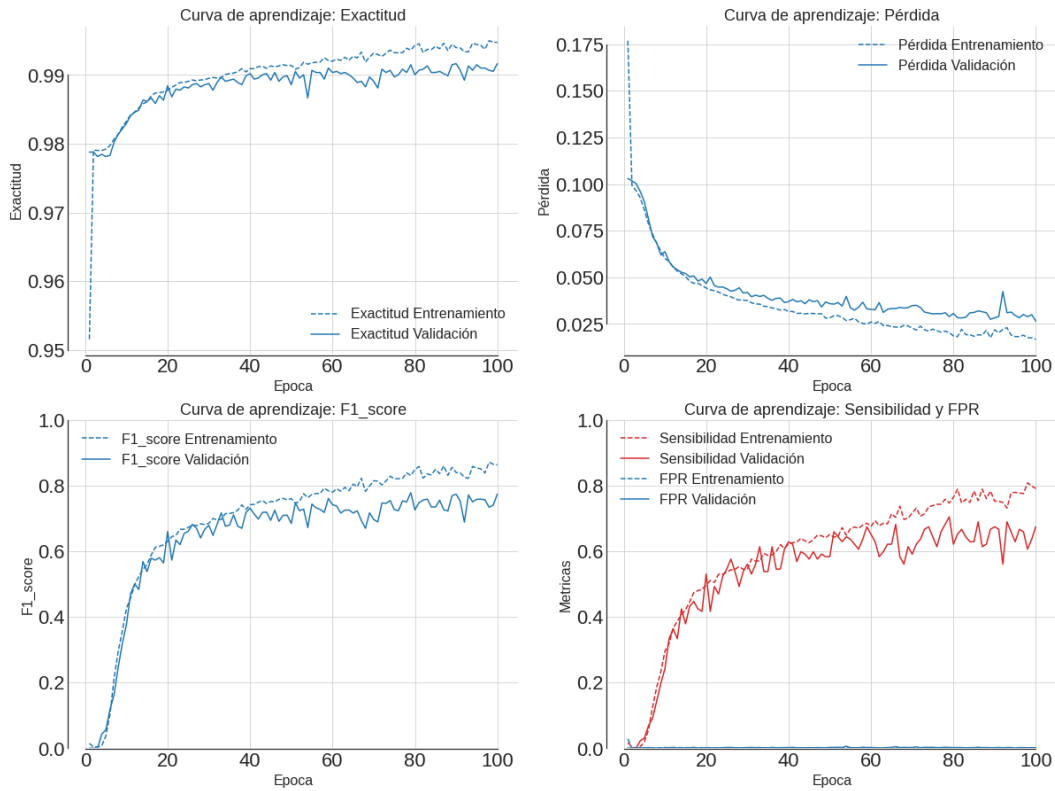 Curva de aprendizaje: Exactitud
0.99
0.98
0.97
0.96
0.95
Exactitud
Exactitud Entrenamiento
Exactitud Validación
0 20 40 60 80 100
Epoca
Curva de aprendizaje: Pérdida
0.175
0.150
0.125
0.100
0.075
0.050
0.025
Pérdida
Pérdida Entrenamiento
Pérdida Validación
0 20 40 60 80 100
Epoca
Curva de aprendizaje: F1_score
1.0
0.8
0.6
0.4
0.2
0.0
F1_score
F1_score Entrenamiento
F1_score Validación
0 20 40 60 80 100
Epoca
Curva de aprendizaje: Sensibilidad y FPR
1.0
0.8
0.6
0.4
0.2
0.0
Metricas
Sensibilidad Entrenamiento
Sensibilidad Validación
FPR Entrenamiento
FPR Validación
0 20 40 60 80 100
Epoca